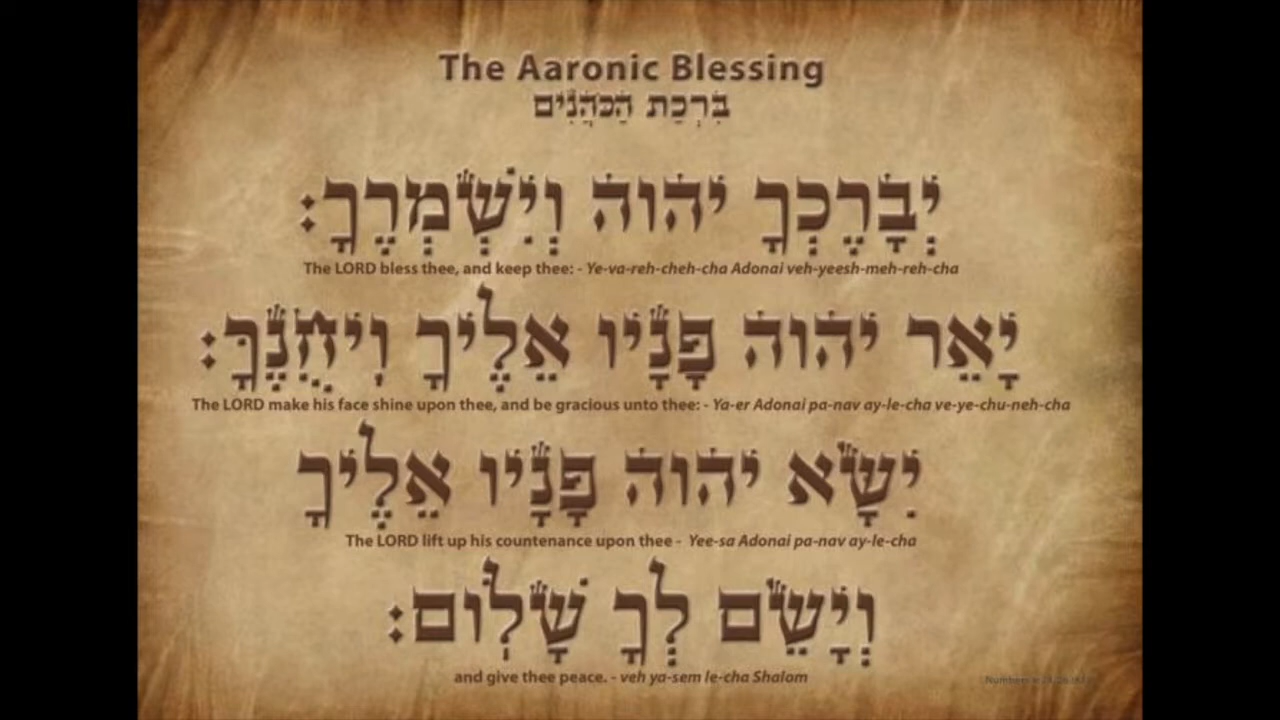 The Aaronic Blessing
בִּרְכַּת הַכֹּהֲנִים
יְבָרֶכְךָ יהוה וְיִשְׁמְרֶךָ׃
The LORD bless thee, and keep thee: - Ye-va-reh-cheh-cha Adonai veh-yeesh-meh-reh-cha
יָאֵר יהוה פָּנָיו אֵלֶיךָ וִיחֻנֶּךָּ׃
The LORD make his face shine upon thee, and be gracious unto thee: - Ya-er Adonai pa-nav ay-le-cha ve-ye-chu-neh-cha
יִשָּׂא יהוה פָּנָיו אֵלֶיךָ
The LORD lift up his countenance upon thee - Yee-sa Adonai pa-nav ay-le-cha
וְיָשֵׂם לְךָ שָׁלוֹם׃
and give thee peace. - veh ya-sem le-cha Shalom